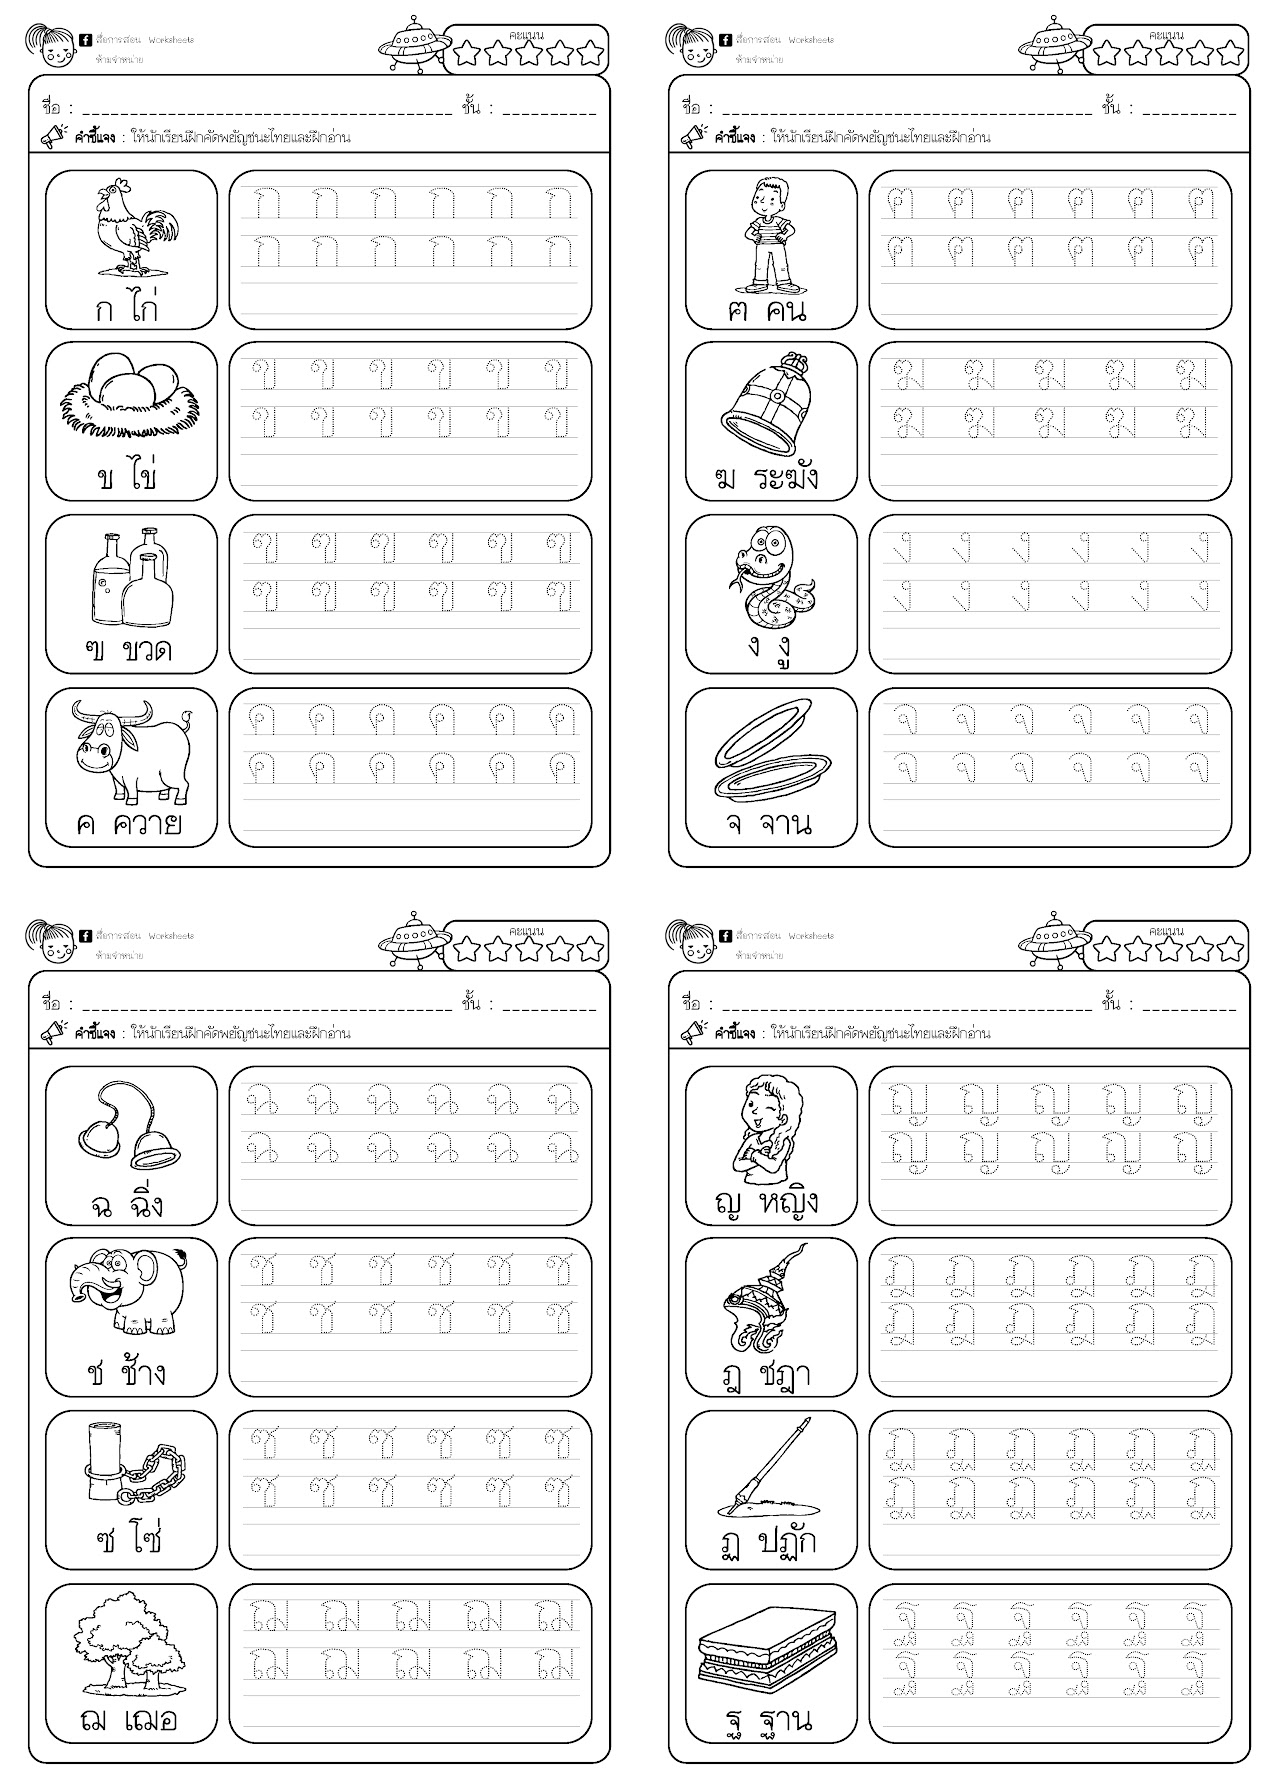 สื่อการสอน Worksheets
ห้ามจำหน่าย
คะแนน
ชื่อ : ชั้น :
คำชี้แจง : ให้นักเรียนฝึกคัดพยัญชนะไทยและฝึกอ่าน
ก ก ก ก ก ก
ก ก ก ก ก ก
ก ไก่
ข ข ข ข ข ข
ข ข ข ข ข ข
ข ไข่
ฃ ฃ ฃ ฃ ฃ ฃ
ฃ ฃ ฃ ฃ ฃ ฃ
ฃ ขวด
ค ค ค ค ค ค
ค ค ค ค ค ค
ค ควาย
สื่อการสอน Worksheets
ห้ามจำหน่าย
คะแนน
ชื่อ : ชั้น :
คำชี้แจง : ให้นักเรียนฝึกคัดพยัญชนะไทยและฝึกอ่าน
ฅ ฅ ฅ ฅ ฅ ฅ
ฅ ฅ ฅ ฅ ฅ ฅ
ฅ คน
ฆ ฆ ฆ ฆ ฆ
ฆ ฆ ฆ ฆ ฆ
ฆ ระฆัง
ง ง ง ง ง ง
ง ง ง ง ง ง
ง งู
จ จ จ จ จ จ
จ จ จ จ จ จ
จ จาน
สื่อการสอน Worksheets
ห้ามจำหน่าย
คะแนน
ชื่อ : ชั้น :
คำชี้แจง : ให้นักเรียนฝึกคัดพยัญชนะไทยและฝึกอ่าน
ฉ ฉ ฉ ฉ ฉ ฉ
ฉ ฉ ฉ ฉ ฉ ฉ
ฉ ฉิ่ง
ช ช ช ช ช ช
ช ช ช ช ช ช
ช ช้าง
ซ ซ ซ ซ ซ ซ
ซ ซ ซ ซ ซ ซ
ซ โซ่
ฌ ฌ ฌ ฌ ฌ
ฌ ฌ ฌ ฌ ฌ
ฌ เฌอ
สื่อการสอน Worksheets
ห้ามจำหน่าย
คะแนน
ชื่อ : ชั้น :
คำชี้แจง : ให้นักเรียนฝึกคัดพยัญชนะไทยและฝึกอ่าน
ญ ญ ญ ญ ญ
ญ ญ ญ ญ ญ
ญ หญิง
ฎ ฎ ฎ ฎ ฎ ฎ
ฎ ฎ ฎ ฎ ฎ ฎ
ฎ ชฎา
ฏ ฏ ฏ ฏ ฏ ฏ
ฏ ฏ ฏ ฏ ฏ ฏ
ฏ ปฏัก
ฐ ฐ ฐ ฐ ฐ ฐ
ฐ ฐ ฐ ฐ ฐ ฐ
ฐ ฐาน